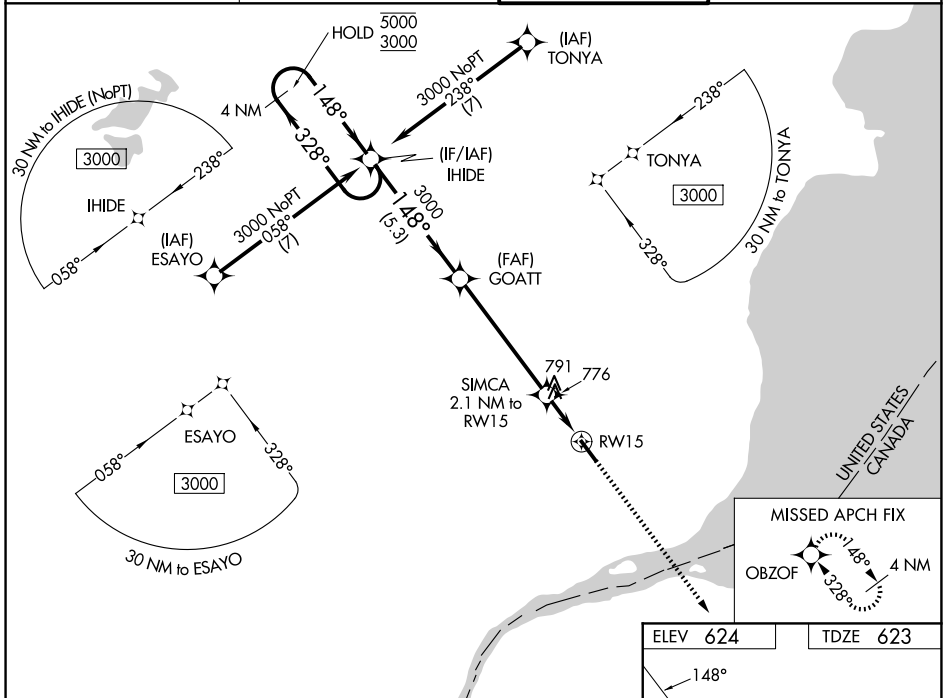 HOLD 5000
3000
(IAF)
TONYA
3000 NoPT
238°
(7)
4 NM
148°
328°
(IF/IAF)
IHIDE
30 NM to IHIDE (NoPT)
3000
238°
IHIDE
058°
(IAF)
ESAYO
3000 NoPT
058°
(7)
3000
148°
(5.3)
(FAF)
GOATT
238°
TONYA
3000
328°
30 NM to TONYA
SIMCA
2.1 NM to
RW15
791
776
RW15
ESAYO
058°
328°
3000
30 NM to ESAYO
UNITED STATES
CANADA
MISSED APCH FIX
OBZOF
148°
328°
4 NM
ELEV 624
TDZE 623
148°